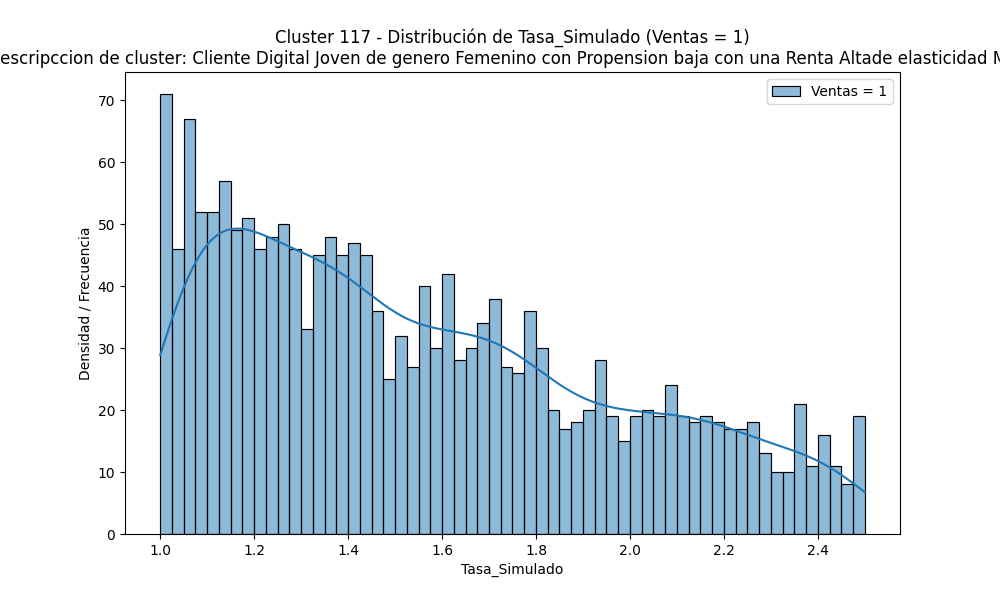 Cluster 117 - Distribución de Tasa_Simulado (Ventas = 1)
escripccion de cluster: Cliente Digital Joven de genero Femenino con Propension baja con una Renta Altade elasticidad M
Ventas = 1
Densidad / Frecuencia
70
60
50
40
30
20
10
0
1.0 1.2 1.4 1.6 1.8 2.0 2.2 2.4
Tasa_Simulado